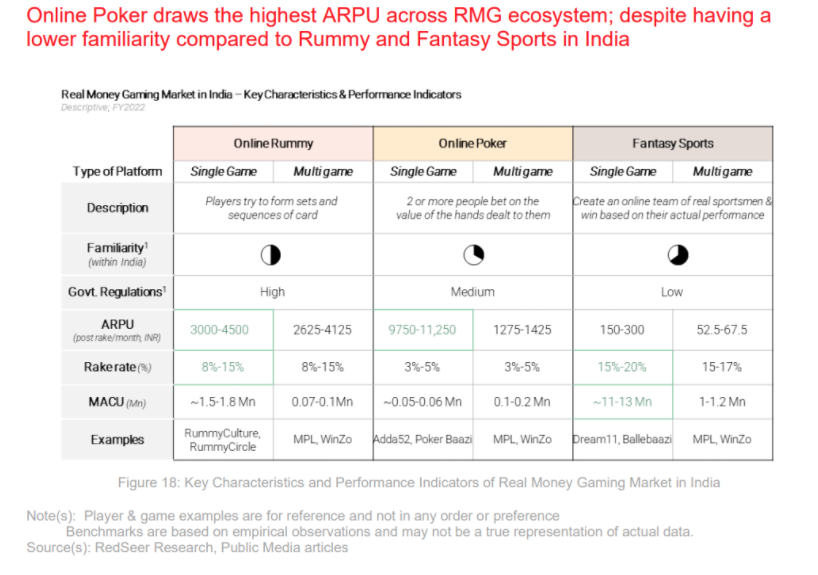 Online Poker draws the highest ARPU across RMG ecosystem; despite having a
lower familiarity compared to Rummy and Fantasy Sports in India
Real Money Gaming Market in India – Key Characteristics & Performance Indicators
Descriptive; FY2022
Online Rummy Online Poker Fantasy Sports
Type of Platform Single Game Multigame Single Game Multigame Single Game Multigame
Description
Players try to form sets and
sequences of card
2 or more people bet on the
value of the hands dealt to them
Create an online team of real sportsmen &
win based on their actual performance
Familiarity¹
(within India)
Govt. Regulations¹ High Medium Low
ARPU
(post rake/month, INR)
3000-4500 2625-4125 9750-11,250 1275-1425 150-300 52.5-67.5
Rake rate (%) 8%-15% 8%-15% 3%-5% 3%-5% 15%-20% 15-17%
MACU (Mn) ~1.5-1.8 Mn 0.07-0.1Mn ~0.05-0.06 Mn 0.1-0.2 Mn ~11-13 Mn 1-1.2 Mn
Examples
RummyCulture,
RummyCircle
MPL, WinZo Adda52, Poker Baazi MPL, WinZo Dream11, Ballebaazi MPL, WinZo
Figure 18: Key Characteristics and Performance Indicators of Real Money Gaming Market in India
Note(s): Player & game examples are for reference and not in any order or preference
Benchmarks are based on empirical observations and may not be a true representation of actual data.
Source(s): RedSeer Research, Public Media articles